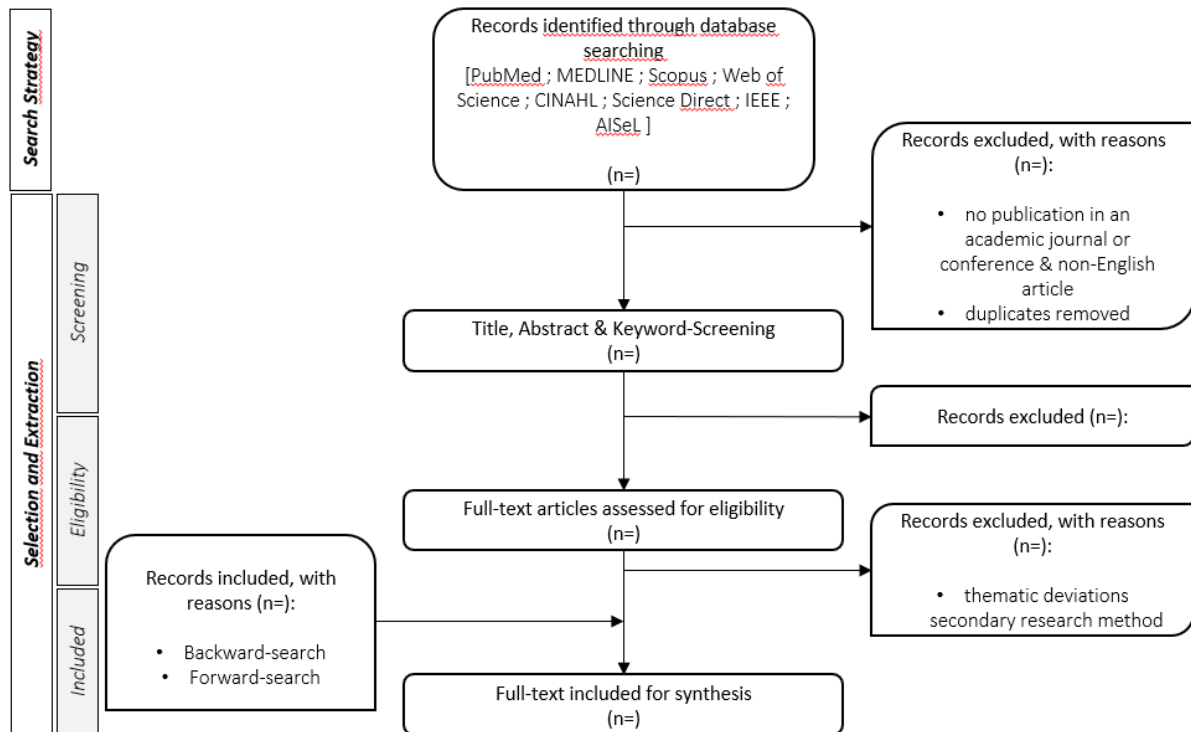 Search Strategy
Records identified through database
searching
[PubMed ; MEDLINE ; Scopus ; Web of
Science ; CINAHL ; Science Direct ; IEEE ;
AISeL ]
(n=)
Records excluded, with reasons
(n=):
• no publication in an
academic journal or
conference & non-English
article
• duplicates removed
Selection and Extraction
Screening
Title, Abstract & Keyword-Screening
(n=)
Records excluded (n=):
Eligibility
Full-text articles assessed for eligibility
(n=)
Records excluded, with reasons
(n=):
• thematic deviations
secondary research method
Included
Records included, with
reasons (n=):
• Backward-search
• Forward-search
Full-text included for synthesis
(n=)